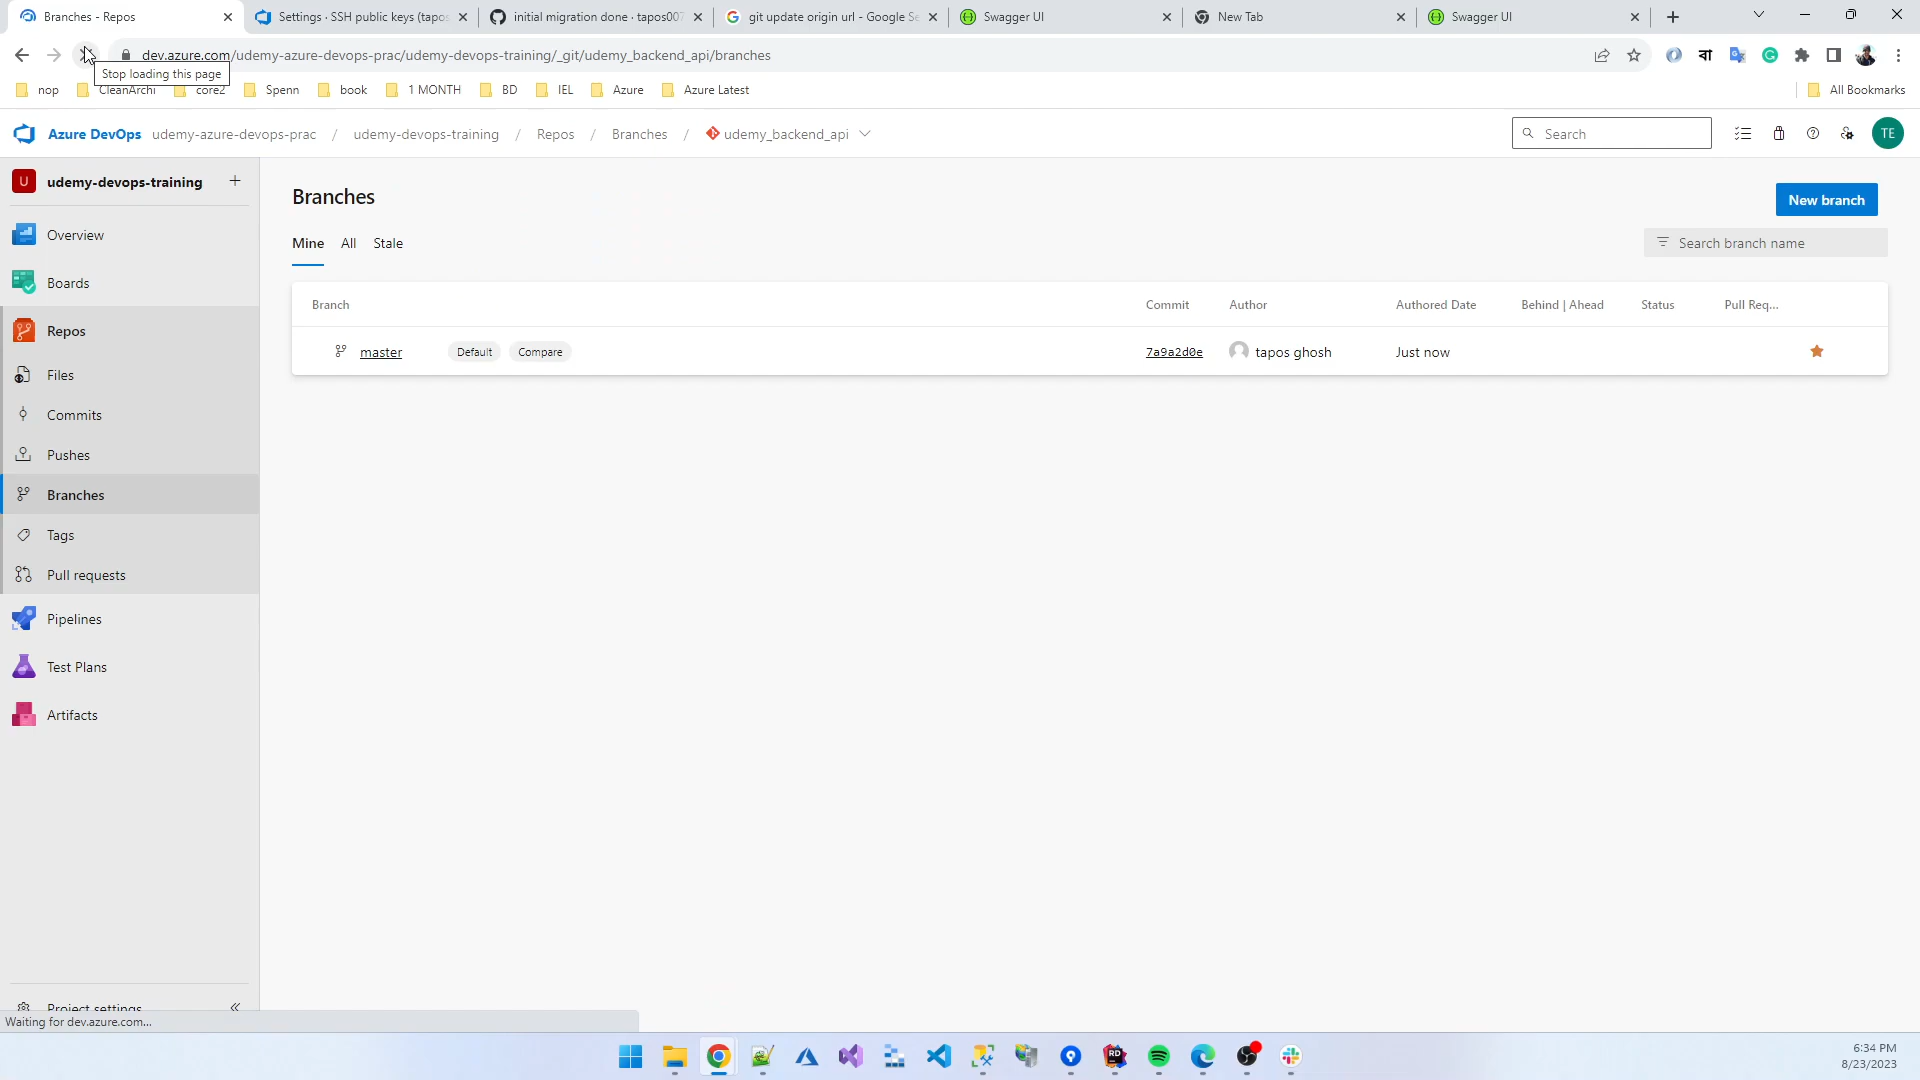 Branches - Repos
Settings · SSH public keys (tapos
initial migration done · tapos007
git update origin url - Google Se
Swagger UI
New Tab
Swagger UI
dev.azure.com/udemy-azure-devops-prac/udemy-devops-training/_git/udemy_backend_api/branches
বা
Stop loading this page
nop
CleanArchi
core2
Spenn
book
1 MONTH
BD
IEL
Azure
Azure Latest
All Bookmarks
Azure DevOps udemy-azure-devops-prac / udemy-devops-training / Repos / Branches / udemy_backend_api
Search
TE
U udemy-devops-training
Overview
Boards
Repos
Files
Commits
Pushes
Branches
Tags
Pull requests
Pipelines
Test Plans
Artifacts
Project settings
Waiting for dev.azure.com...
Branches
New branch
Mine All Stale
Search branch name
Branch Commit Author Authored Date Behind | Ahead Status Pull Req...
master Default Compare 7a9a2d0e tapos ghosh Just now
RD
6:34 PM
8/23/2023